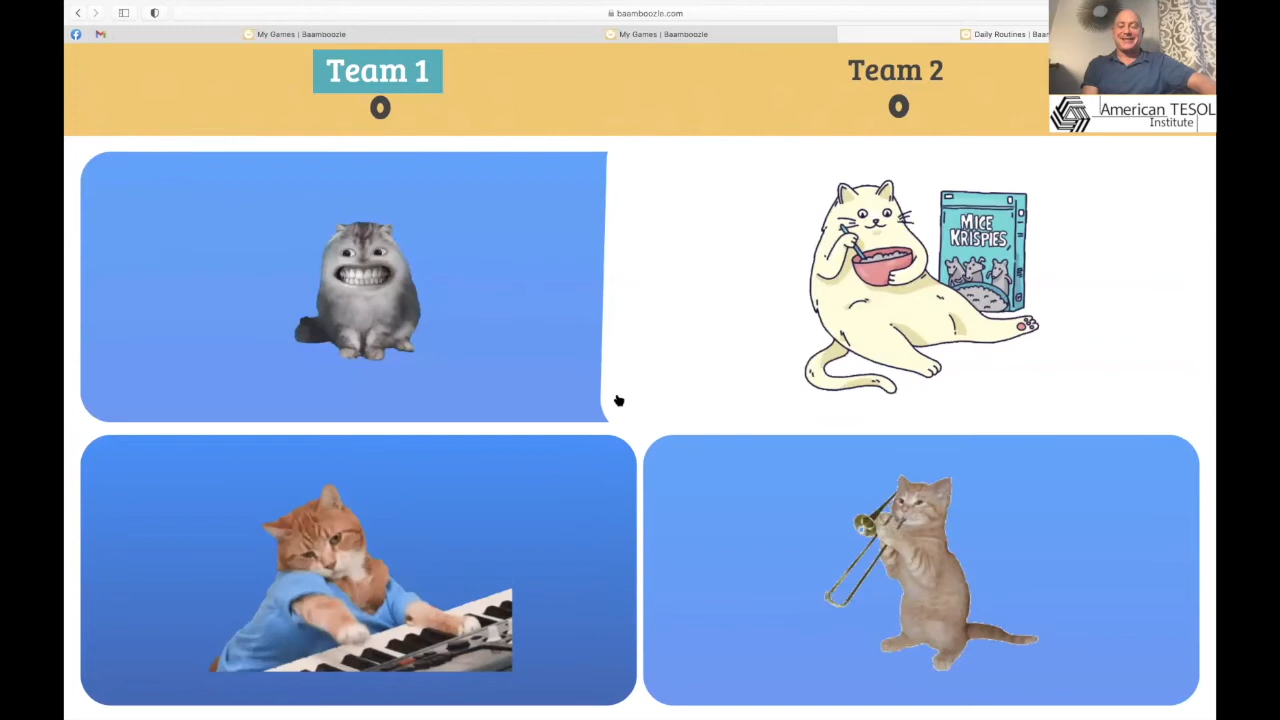 baamboozle.com
My Games | Baamboozle
My Games | Baamboozle
Daily Routines | Baam
Team 1
0
Team 2
0
American TESOL
Institute
MICE
KRISPIES